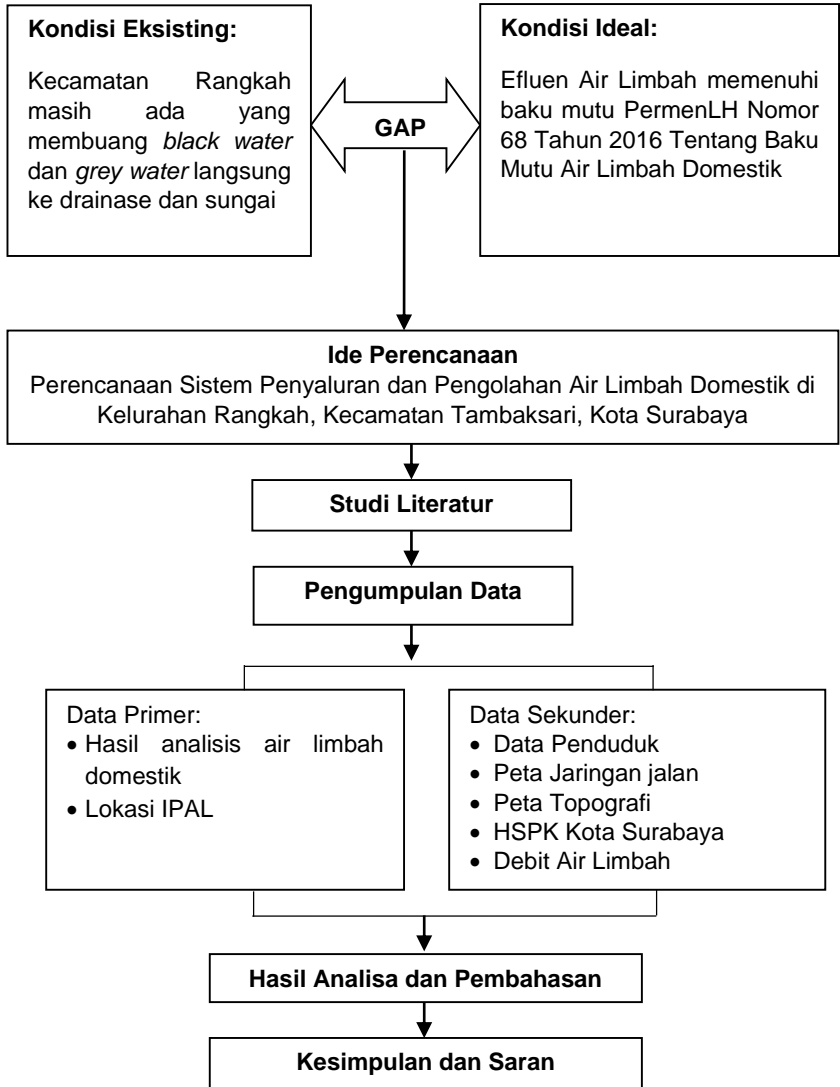 Kondisi Eksisting:
Kecamatan Rangkah
masih ada yang
membuang black water
dan grey water langsung
ke drainase dan sungai
GAP
Kondisi Ideal:
Efluen Air Limbah memenuhi
baku mutu PermenLH Nomor
68 Tahun 2016 Tentang Baku
Mutu Air Limbah Domestik
Ide Perencanaan
Perencanaan Sistem Penyaluran dan Pengolahan Air Limbah Domestik di
Kelurahan Rangkah, Kecamatan Tambaksari, Kota Surabaya
Studi Literatur
Pengumpulan Data
Data Primer:
• Hasil analisis air limbah
domestik
• Lokasi IPAL
Data Sekunder:
• Data Penduduk
• Peta Jaringan jalan
• Peta Topografi
• HSPK Kota Surabaya
• Debit Air Limbah
Hasil Analisa dan Pembahasan
Kesimpulan dan Saran